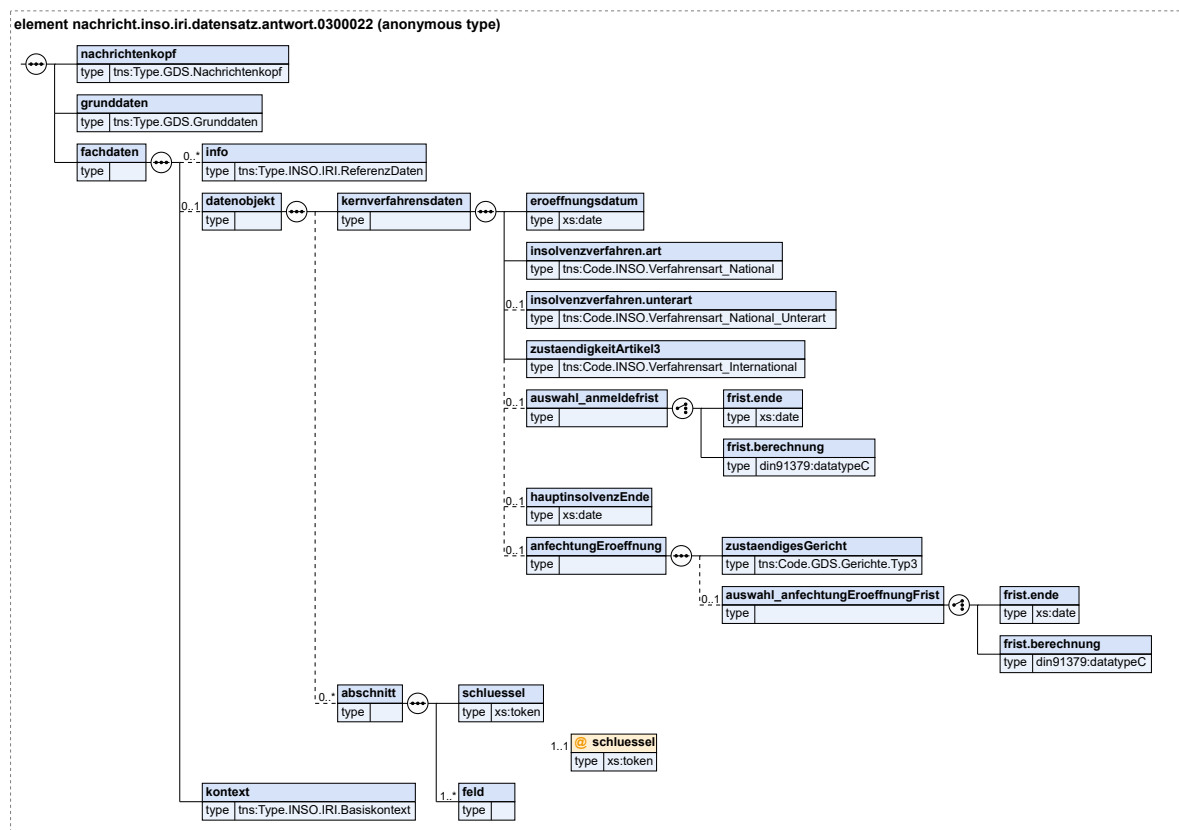 element nachricht.inso.iri.datensatz.antwort.0300022 (anonymous type)
nachrichtenkopf
type tns:Type.GDS.Nachrichtenkopf
grunddaten
type tns:Type.GDS.Grunddaten
fachdaten
type
0..*
info
type tns:Type.INSO.IRI.ReferenzDaten
0..1
datenobjekt
type
kernverfahrensdaten
type
eroeffnungsdatum
type xs:date
insolvenzverfahren.art
type tns:Code.INSO.Verfahrensart_National
0..1
insolvenzverfahren.unterart
type tns:Code.INSO.Verfahrensart_National_Unterart
zustaendigkeitArtikel3
type tns:Code.INSO.Verfahrensart_International
0..1
auswahl_anmeldefrist
type
frist.ende
type xs:date
frist.berechnung
type din91379:datatypeC
0..1
hauptinsolvenzEnde
type xs:date
0..1
anfechtungEroeffnung
type
zustaendigesGericht
type tns:Code.GDS.Gerichte.Typ3
0..1
auswahl_anfechtungEroeffnungFrist
type
frist.ende
type xs:date
frist.berechnung
type din91379:datatypeC
0..*
abschnitt
type
schluessel
type xs:token
1..1
@ schluessel
type xs:token
1..*
feld
type
kontext
type tns:Type.INSO.IRI.Basiskontext